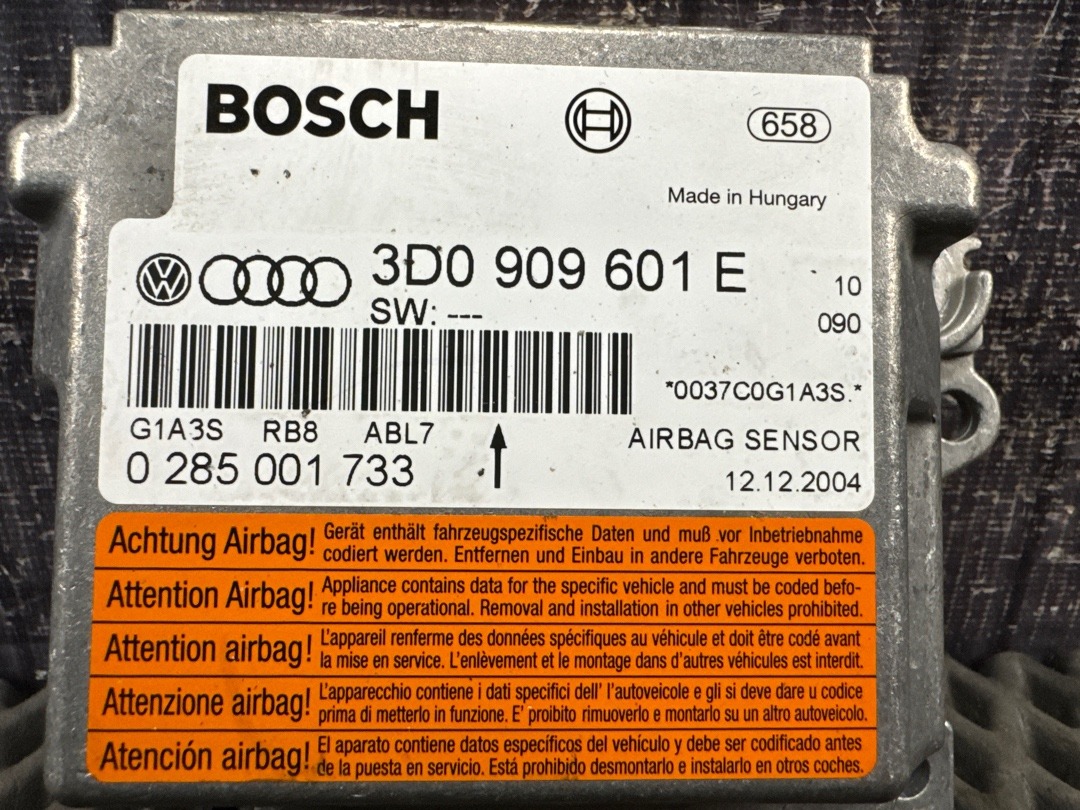 BOSCH
658
Made in Hungary
3D0 909 601 E
10
SW: ---
090
*0037C0G1A3S.*
G1A3S RB8 ABL7
AIRBAG SENSOR
0 285 001 733
12.12.2004
Achtung Airbag! Gerät enthält fahrzeugspezifische Daten und muß vor Inbetriebnahme
codiert werden. Entfernen und Einbau in andere Fahrzeuge verboten.
Attention Airbag! Appliance contains data for the specific vehicle and must be coded befo-
re being operational. Removal and installation in other vehicles prohibited.
Attention airbag! L'appareil renferme des données spécifiques au véhicule et doit être codé avant
la mise en service. L'enlèvement et le montage dans d'autres véhicules est interdit.
Attenzione airbag! L'apparecchio contiene i dati specifici dell' l'autoveicole e gli si deve dare u codice
prima di metterlo in funzione. E' proibito rimuoverlo e montarlo su un altro autoveicolo.
Atención airbag! El aparato contiene datos específicos del vehículo y debe ser codificado antes
de la puesta en servicio. Está prohibido desmontarlo e instalarlo en otros coches.